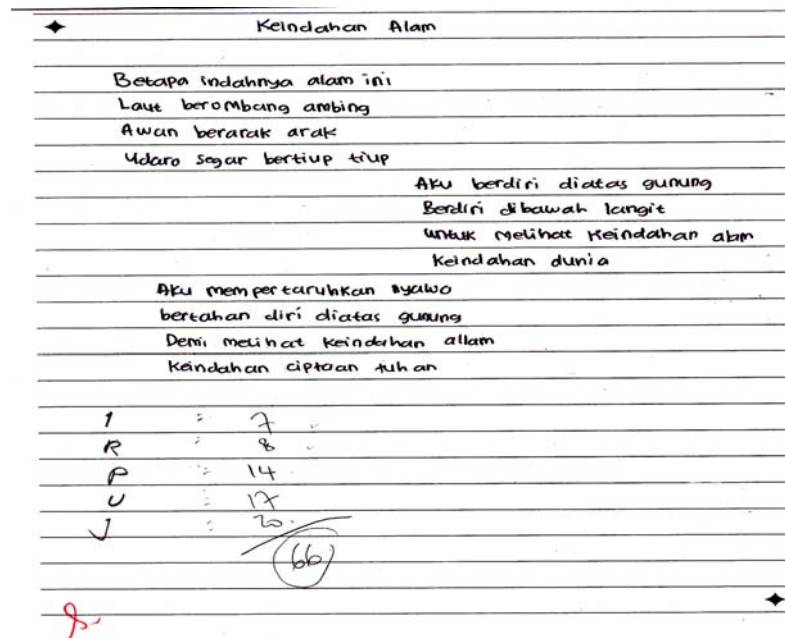 Keindahan Alam
Betapa indahnya alam ini
Laut berombang ambing
Awan berarak arak
Udaro segar bertiup tiup
Aku berdiri diatas gunung
Berdiri dibawah langit
untuk melihat keindahan alam
keindahan dunia
Aku mempertaruhkan nyawo
bertahan diri diatas gunung
Demi melihat keindahan allam
Keindahan ciptaan tuhan
1 : 7
R : 8
P : 14
U : 17
J : 20
66